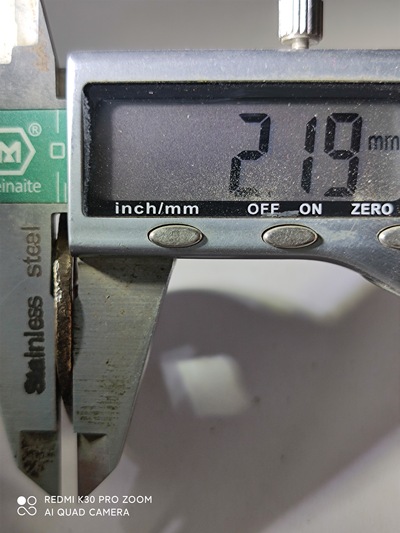 2.19 mm
M®
einaite
inch/mm OFF ON ZERO
Stainless steel
REDMI K30 PRO ZOOM
AI QUAD CAMERA